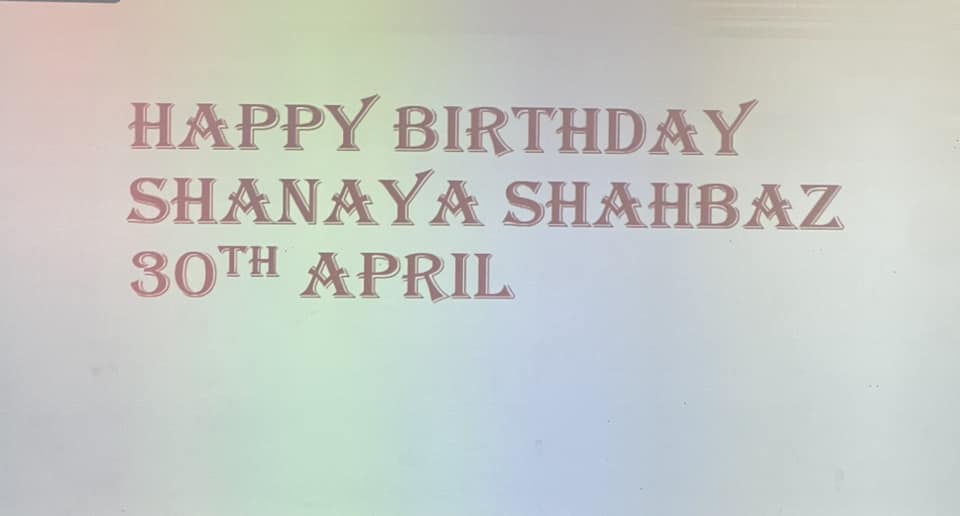 HAPPY BIRTHDAY
SHANAYA SHAHBAZ
30TH APRIL